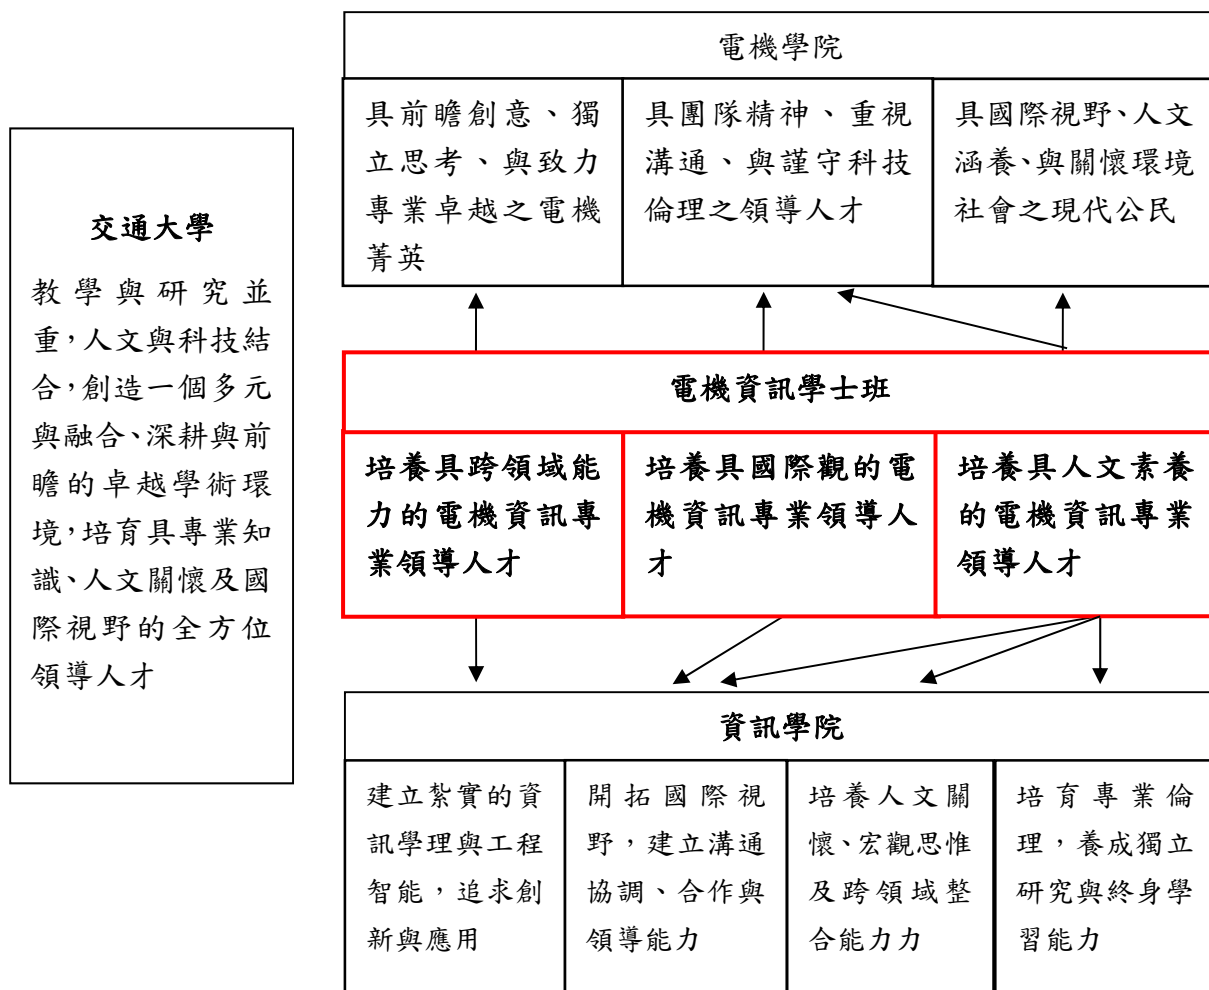 交通大學
教學與研究並
重，人文與科技結
合，創造一個多元
與融合、深耕與前
瞻的卓越學術環
境，培育具專業知
識、人文關懷及國
際視野的全方位
領導人才
電機學院
具前瞻創意、獨
立思考、與致力
專業卓越之電機
菁英
具團隊精神、重視
溝通、與謹守科技
倫理之領導人才
具國際視野、人文
涵養、與關懷環境
社會之現代公民
電機資訊學士班
培養具跨領域能
力的電機資訊專
業領導人才
培養具國際觀的電
機資訊專業領導人
才
培養具人文素養
的電機資訊專業
領導人才
資訊學院
建立紮實的資
訊學理與工程
智能，追求創
新與應用
開拓國際視
野，建立溝通
協調、合作與
領導能力
培養人文關
懷、宏觀思惟
及跨領域整
合能力力
培育專業倫
理，養成獨立
研究與終身學
習能力